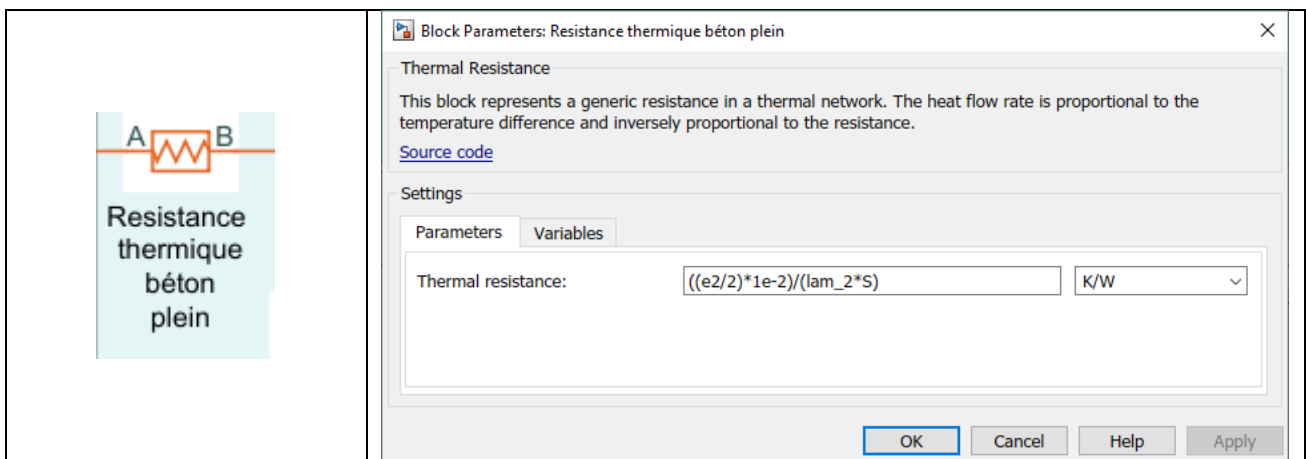 A B
Resistance
thermique
béton
plein
Block Parameters: Resistance thermique béton plein
Thermal Resistance
This block represents a generic resistance in a thermal network. The heat flow rate is proportional to the
temperature difference and inversely proportional to the resistance.
Source code
Settings
Parameters Variables
Thermal resistance: ((e2/2)*1e-2)/(lam_2*S) K/W
OK Cancel Help Apply